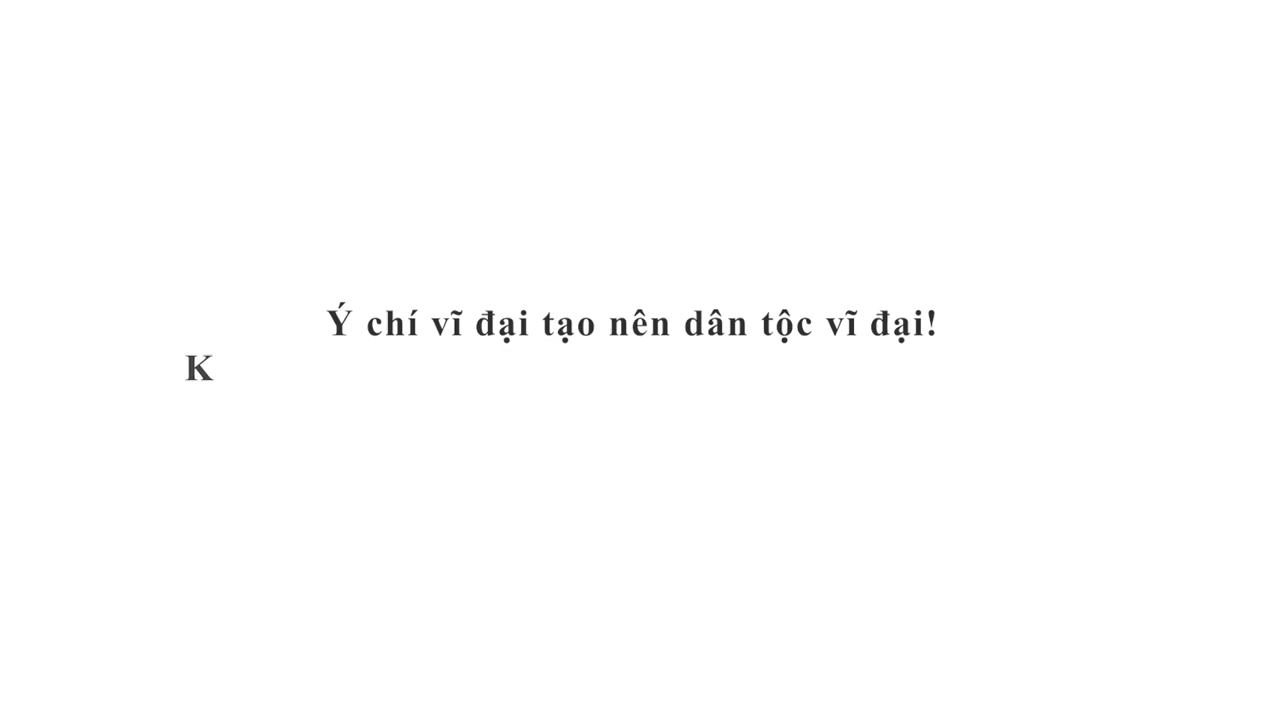 Ý chí vĩ đại tạo nên dân tộc vĩ đại!
K